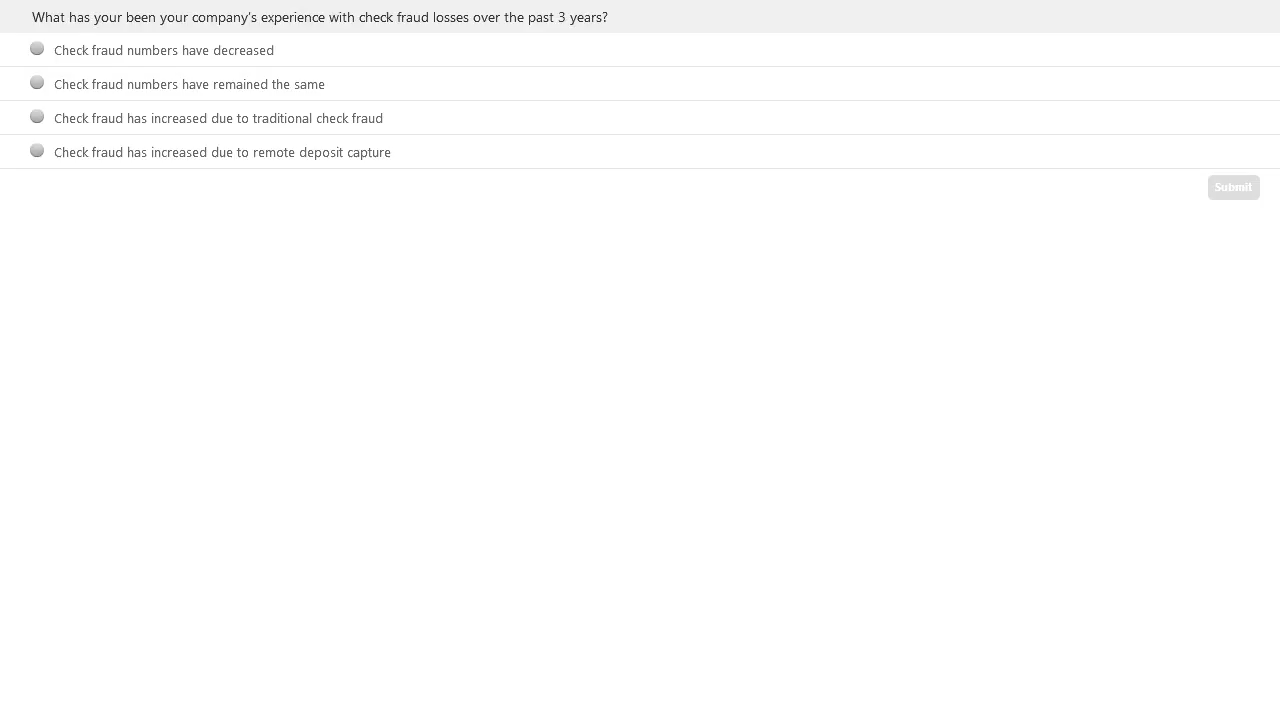 What has your been your company's experience with check fraud losses over the past 3 years?
Check fraud numbers have decreased
Check fraud numbers have remained the same
Check fraud has increased due to traditional check fraud
Check fraud has increased due to remote deposit capture
Submit